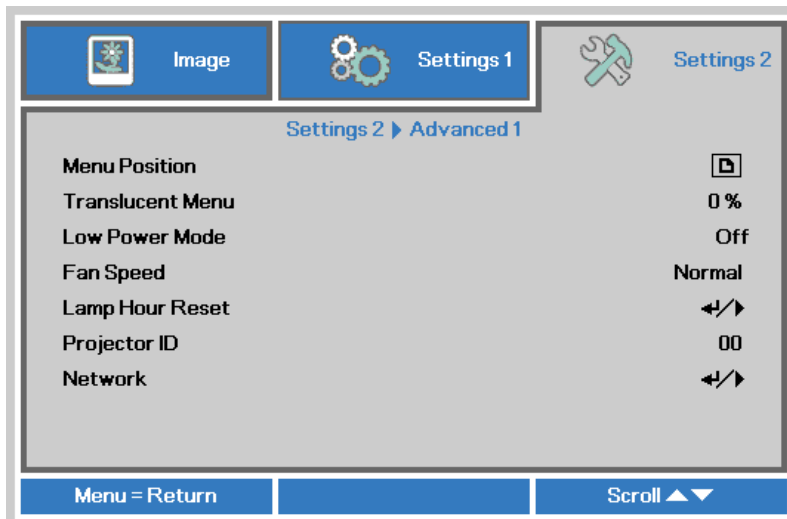 Image Settings 1 Settings 2
Settings 2 Advanced 1
Menu Position
Translucent Menu 0 %
Low Power Mode Off
Fan Speed Normal
Lamp Hour Reset
Projector ID 00
Network
Menu = Return Scroll